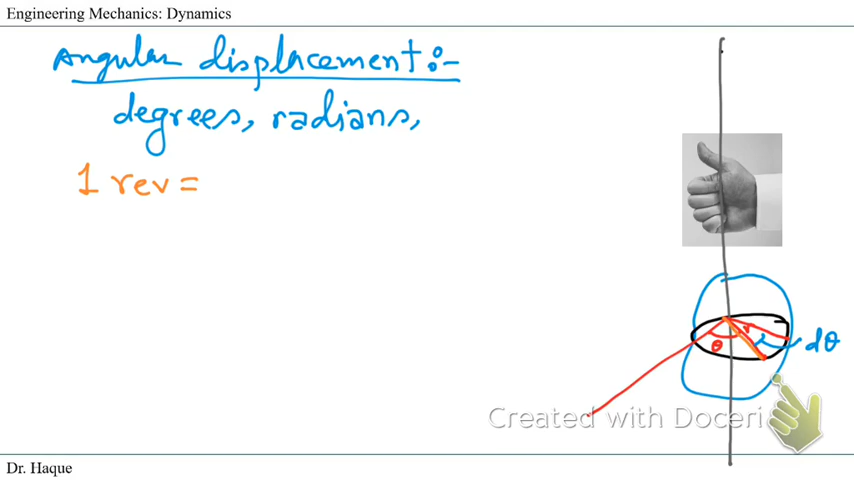 Engineering Mechanics: Dynamics
Angular displacement:-
degrees, radians,
1 rev =
r
θ
dθ
Created with Doceri
Dr. Haque